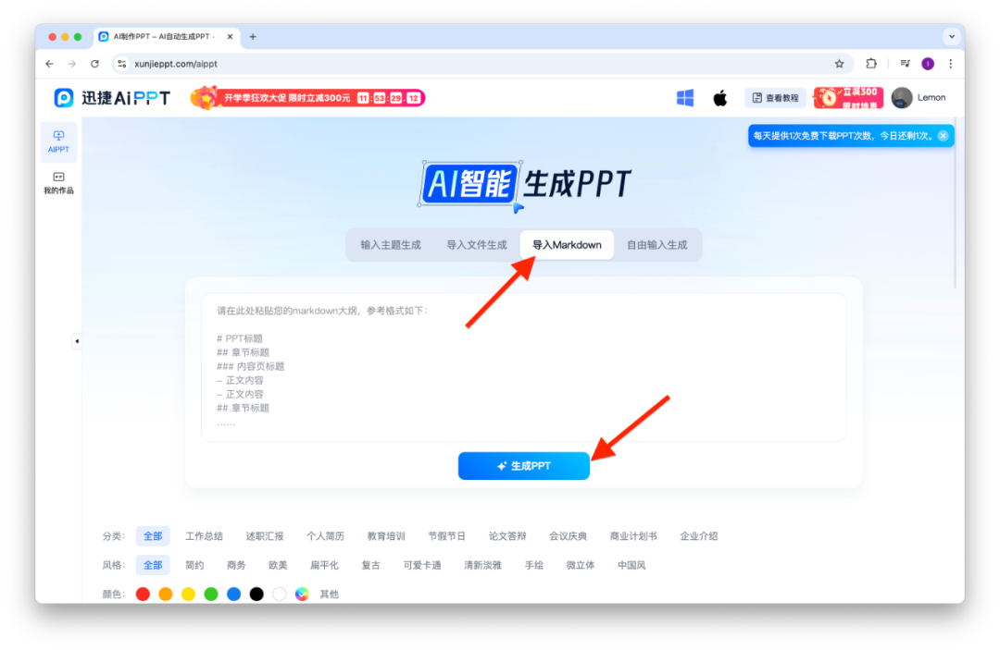 AI制作PPT – AI自动生成PPT -
xunjieppt.com/aippt
迅捷AiPPT
开学季狂欢大促 限时立减300元 11:53:29.12
查看教程
立减300
限时特惠
Lemon
AIPPT
我的作品
每天提供1次免费下载PPT次数，今日还剩1次。
AI智能生成PPT
输入主题生成 导入文件生成 导入Markdown 自由输入生成
请在此处粘贴您的markdown大纲，参考格式如下：
# PPT标题
## 章节标题
### 内容页标题
– 正文内容
– 正文内容
## 章节标题
……
生成PPT
分类： 全部 工作总结 述职汇报 个人简历 教育培训 节假节日 论文答辩 会议庆典 商业计划书 企业介绍
风格： 全部 简约 商务 欧美 扁平化 复古 可爱卡通 清新淡雅 手绘 微立体 中国风
颜色： 其他